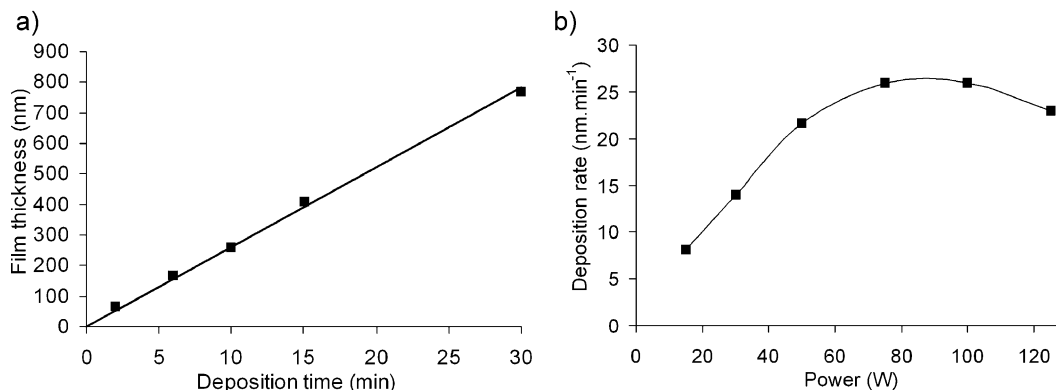 a)
900
800
700
600
500
400
300
200
100
0
Film thickness (nm)
0 5 10 15 20 25 30
Deposition time (min)
b)
30
25
20
15
10
5
0
Deposition rate (nm.min⁻¹)
20 40 60 80 100 120
Power (W)